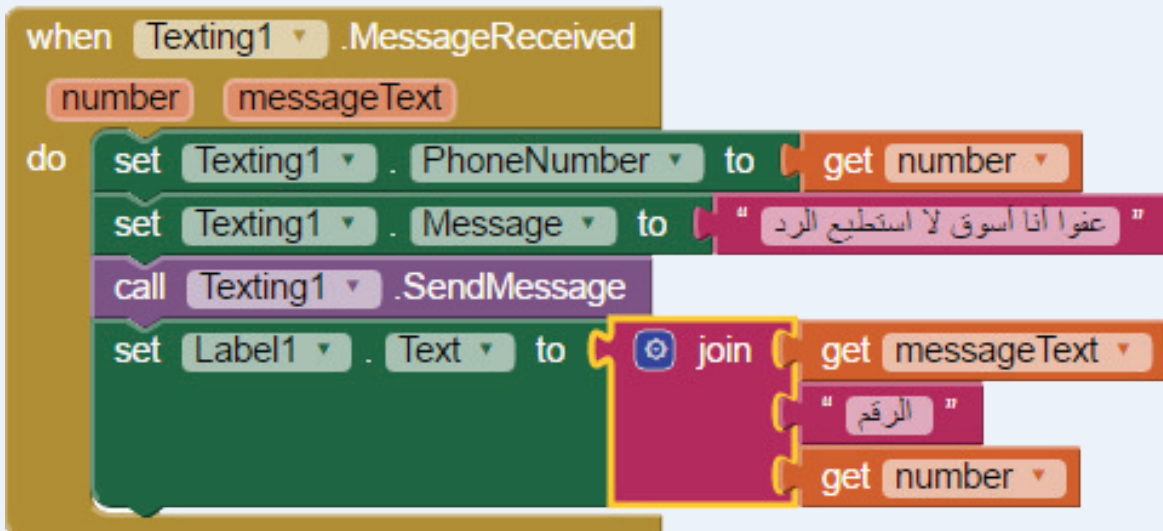 when Texting1 .MessageReceived
number messageText
do set Texting1 . PhoneNumber to get number
set Texting1 . Message to " عفوا أنا أسوق لا استطيع الرد "
call Texting1 .SendMessage
set Label1 . Text to join get messageText
" الرقم "
get number